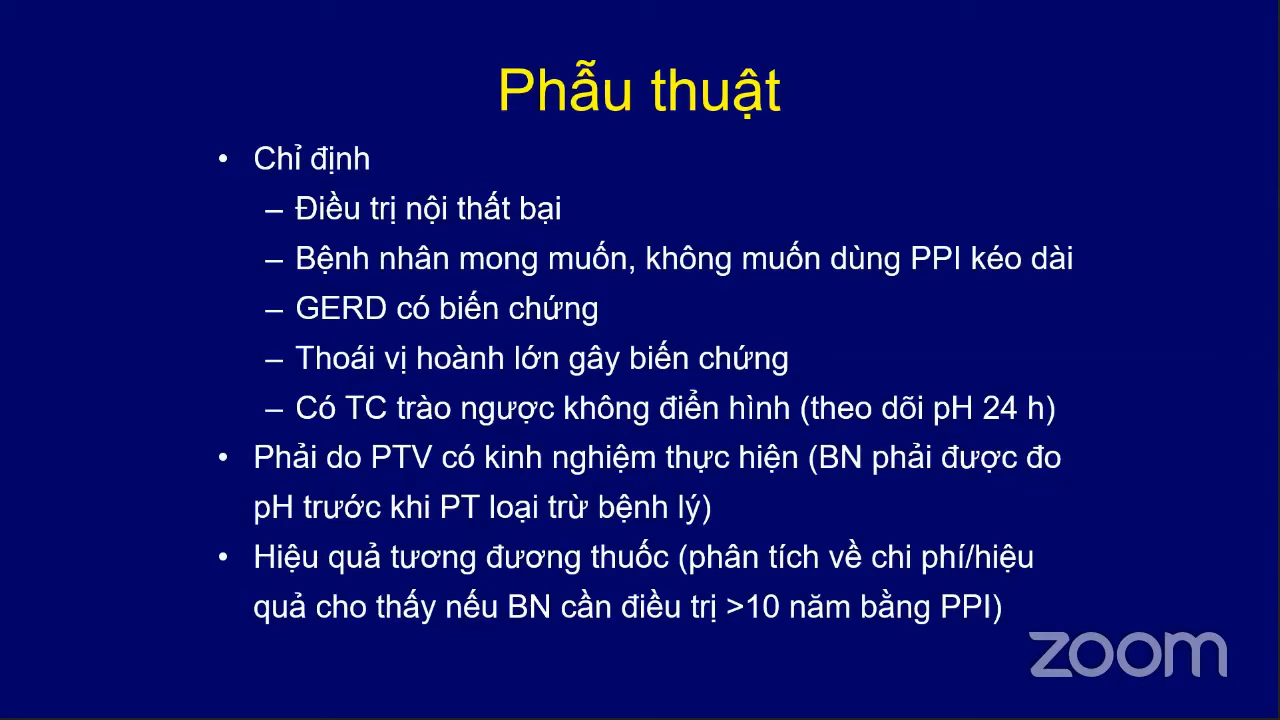 Phẫu thuật
• Chỉ định
– Điều trị nội thất bại
– Bệnh nhân mong muốn, không muốn dùng PPI kéo dài
– GERD có biến chứng
– Thoái vị hoành lớn gây biến chứng
– Có TC trào ngược không điển hình (theo dõi pH 24 h)
• Phải do PTV có kinh nghiệm thực hiện (BN phải được đo
pH trước khi PT loại trừ bệnh lý)
• Hiệu quả tương đương thuốc (phân tích về chi phí/hiệu
quả cho thấy nếu BN cần điều trị >10 năm bằng PPI)
zoom